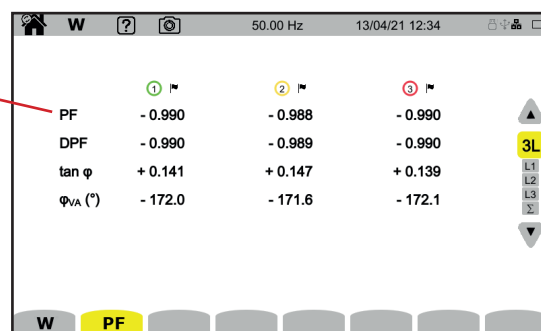 W ? 50.00 Hz 13/04/21 12:34
1 2 3
PF - 0.990 - 0.988 - 0.990
DPF - 0.990 - 0.989 - 0.990
tan φ + 0.141 + 0.147 + 0.139
φVA (°) - 172.0 - 171.6 - 172.1
3L
L1
L2
L3
Σ
W PF